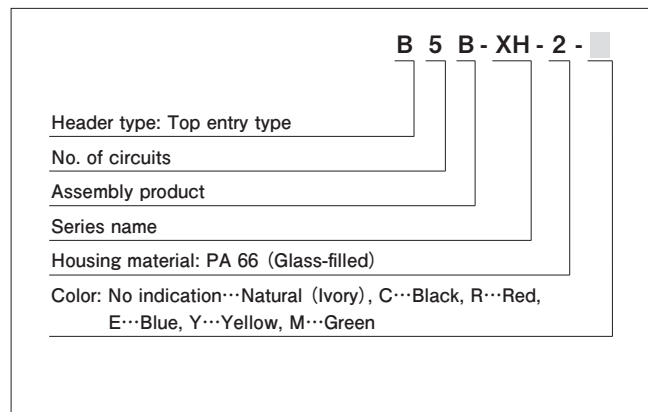 B 5 B - XH - 2 -
Header type: Top entry type
No. of circuits
Assembly product
Series name
Housing material: PA 66 (Glass-filled)
Color: No indication⋯Natural (Ivory), C⋯Black, R⋯Red,
E⋯Blue, Y⋯Yellow, M⋯Green